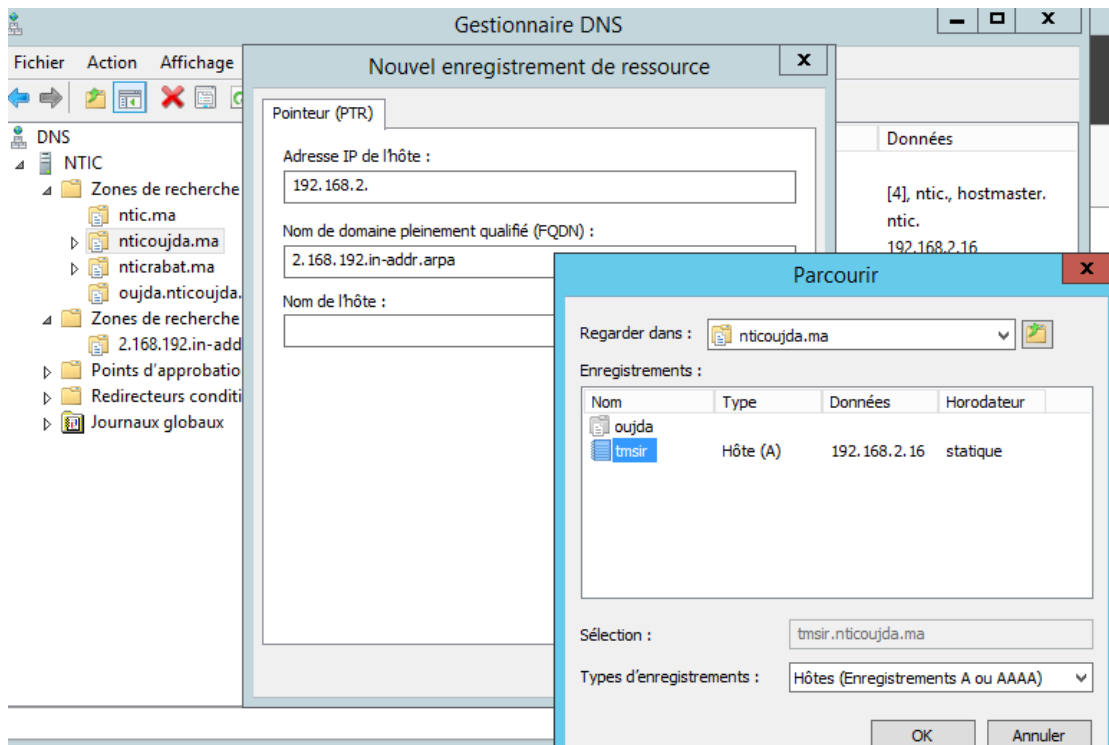 Gestionnaire DNS
Fichier Action Affichage
Nouvel enregistrement de ressource
Pointeur (PTR)
Adresse IP de l'hôte :
192.168.2.
Nom de domaine pleinement qualifié (FQDN) :
2.168.192.in-addr.arpa
Nom de l'hôte :
DNS
NTIC
Zones de recherche
ntic.ma
nticoujda.ma
nticrabat.ma
oujda.nticoujda.
Zones de recherche
2.168.192.in-add
Points d'approbatio
Redirecteurs conditi
Journaux globaux
Données
[4], ntic., hostmaster.
ntic.
192.168.2.16
Parcourir
Regarder dans : nticoujda.ma
Enregistrements :
Nom Type Données Horodateur
oujda
tmsir Hôte (A) 192.168.2.16 statique
Sélection : tmsir.nticoujda.ma
Types d'enregistrements : Hôtes (Enregistrements A ou AAAA)
OK Annuler